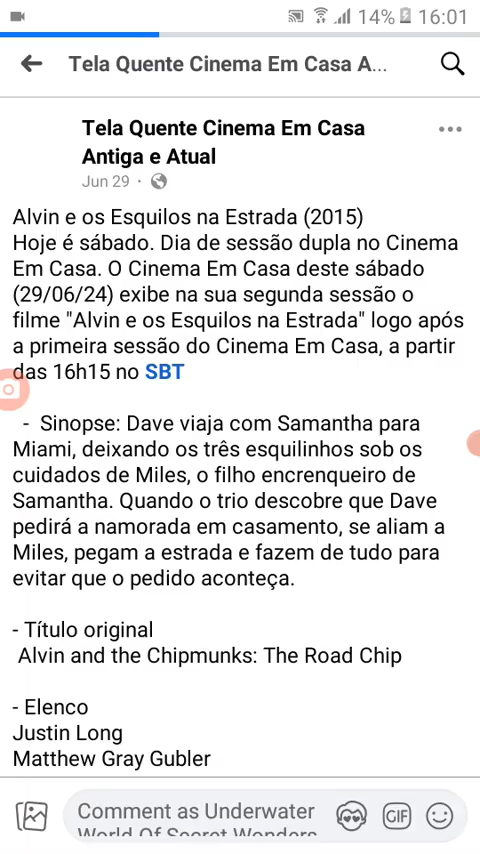 14% 16:01
Tela Quente Cinema Em Casa A...
Tela Quente Cinema Em Casa
Antiga e Atual
Jun 29 ·
Alvin e os Esquilos na Estrada (2015)
Hoje é sábado. Dia de sessão dupla no Cinema
Em Casa. O Cinema Em Casa deste sábado
(29/06/24) exibe na sua segunda sessão o
filme "Alvin e os Esquilos na Estrada" logo após
a primeira sessão do Cinema Em Casa, a partir
das 16h15 no SBT
- Sinopse: Dave viaja com Samantha para
Miami, deixando os três esquilinhos sob os
cuidados de Miles, o filho encrenqueiro de
Samantha. Quando o trio descobre que Dave
pedirá a namorada em casamento, se aliam a
Miles, pegam a estrada e fazem de tudo para
evitar que o pedido aconteça.
- Título original
Alvin and the Chipmunks: The Road Chip
- Elenco
Justin Long
Matthew Gray Gubler
Comment as Underwater
World Of Secret Wonders
GIF